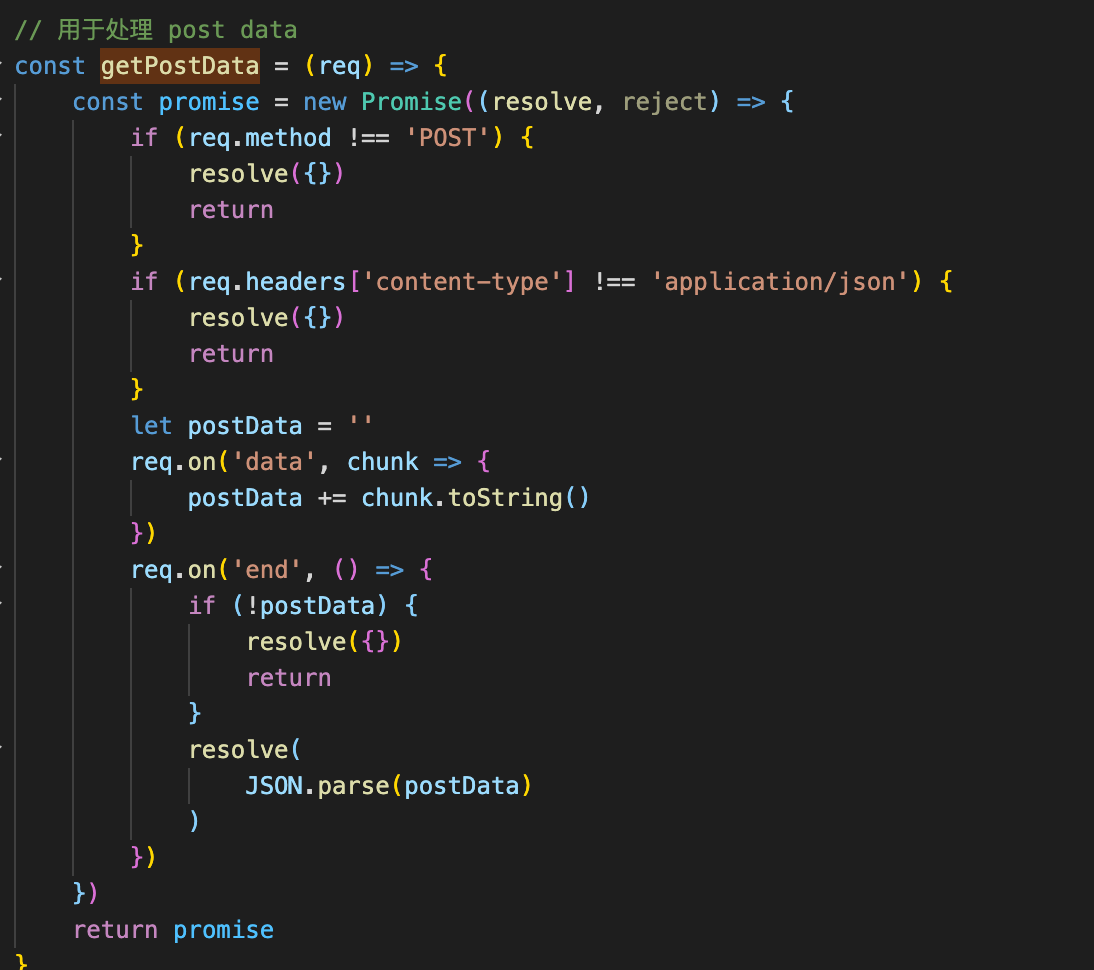 // 用于处理 post data
const getPostData = (req) => {
    const promise = new Promise((resolve, reject) => {
        if (req.method !== 'POST') {
            resolve({})
            return
        }
        if (req.headers['content-type'] !== 'application/json') {
            resolve({})
            return
        }
        let postData = ''
        req.on('data', chunk => {
            postData += chunk.toString()
        })
        req.on('end', () => {
            if (!postData) {
                resolve({})
                return
            }
            resolve(
                JSON.parse(postData)
            )
        })
    })
    return promise
}